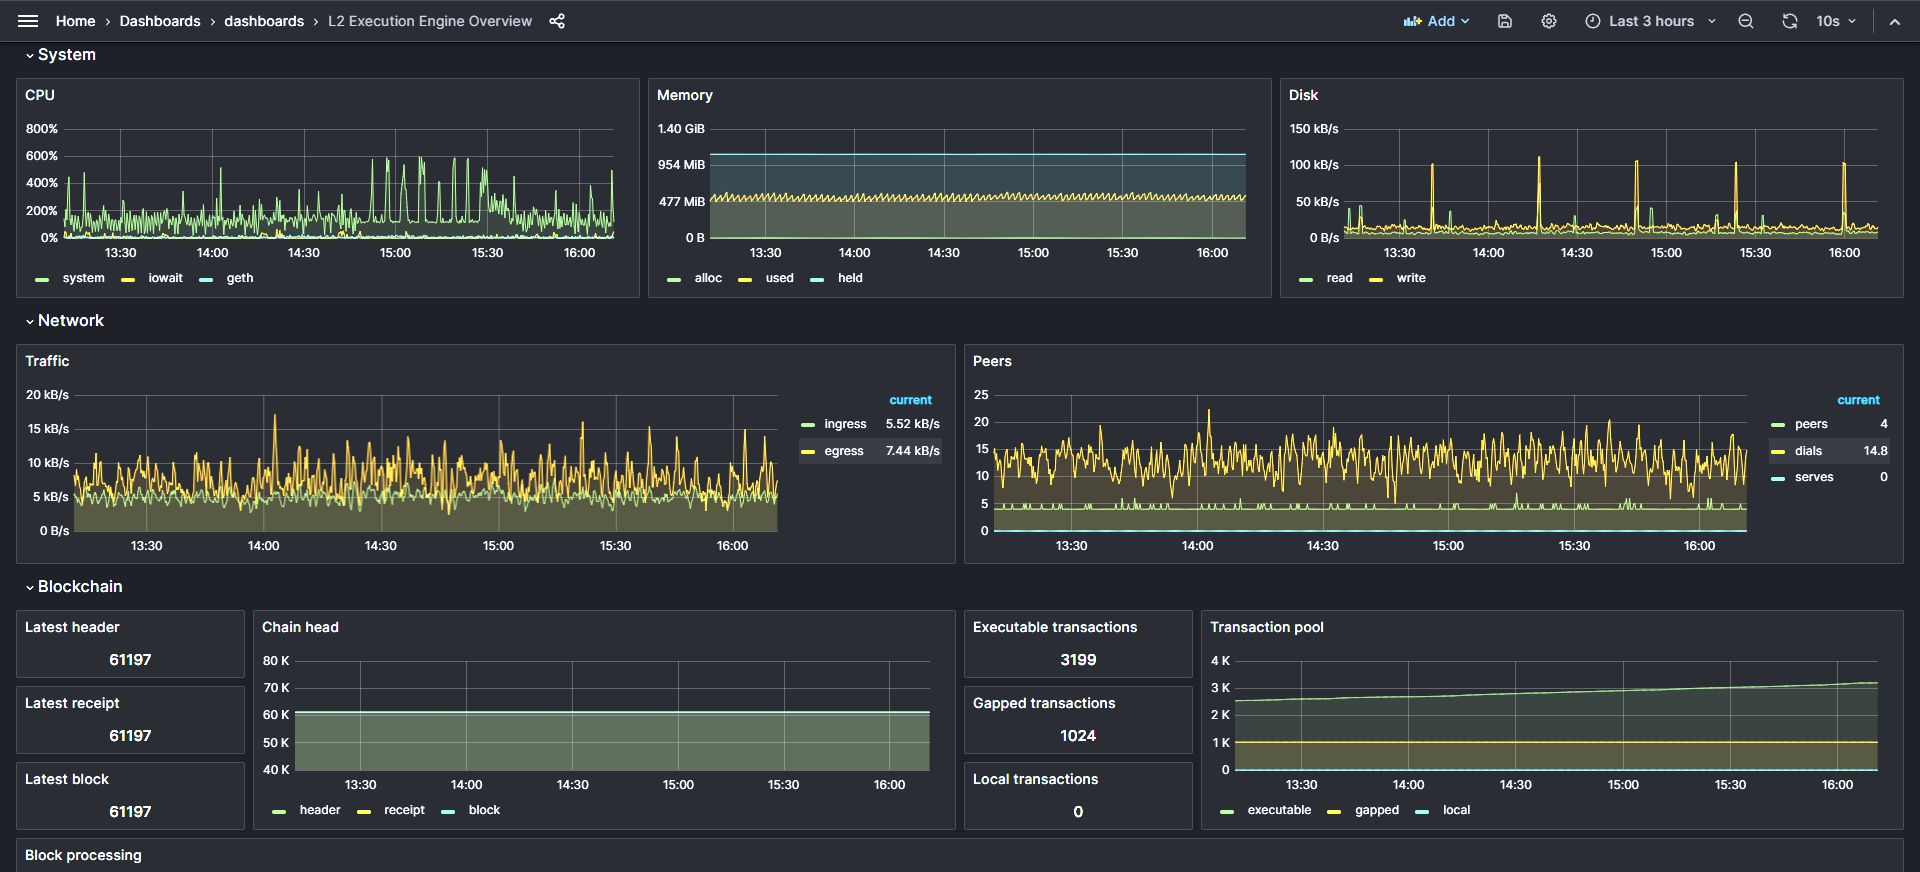 Home › Dashboards › dashboards › L2 Execution Engine Overview
Add
Last 3 hours
10s
System
CPU
800%
600%
400%
200%
0%
13:30 14:00 14:30 15:00 15:30 16:00
system iowait geth
Memory
1.40 GiB
954 MiB
477 MiB
0 B
13:30 14:00 14:30 15:00 15:30 16:00
alloc used held
Disk
150 kB/s
100 kB/s
50 kB/s
0 B/s
13:30 14:00 14:30 15:00 15:30 16:00
read write
Network
Traffic
20 kB/s
15 kB/s
10 kB/s
5 kB/s
0 B/s
13:30 14:00 14:30 15:00 15:30 16:00
current
ingress 5.52 kB/s
egress 7.44 kB/s
Peers
25
20
15
10
5
0
13:30 14:00 14:30 15:00 15:30 16:00
current
peers 4
dials 14.8
serves 0
Blockchain
Latest header
61197
Latest receipt
61197
Latest block
61197
Chain head
80 K
70 K
60 K
50 K
40 K
13:30 14:00 14:30 15:00 15:30 16:00
header receipt block
Executable transactions
3199
Gapped transactions
1024
Local transactions
0
Transaction pool
4 K
3 K
2 K
1 K
0
13:30 14:00 14:30 15:00 15:30 16:00
executable gapped local
Block processing